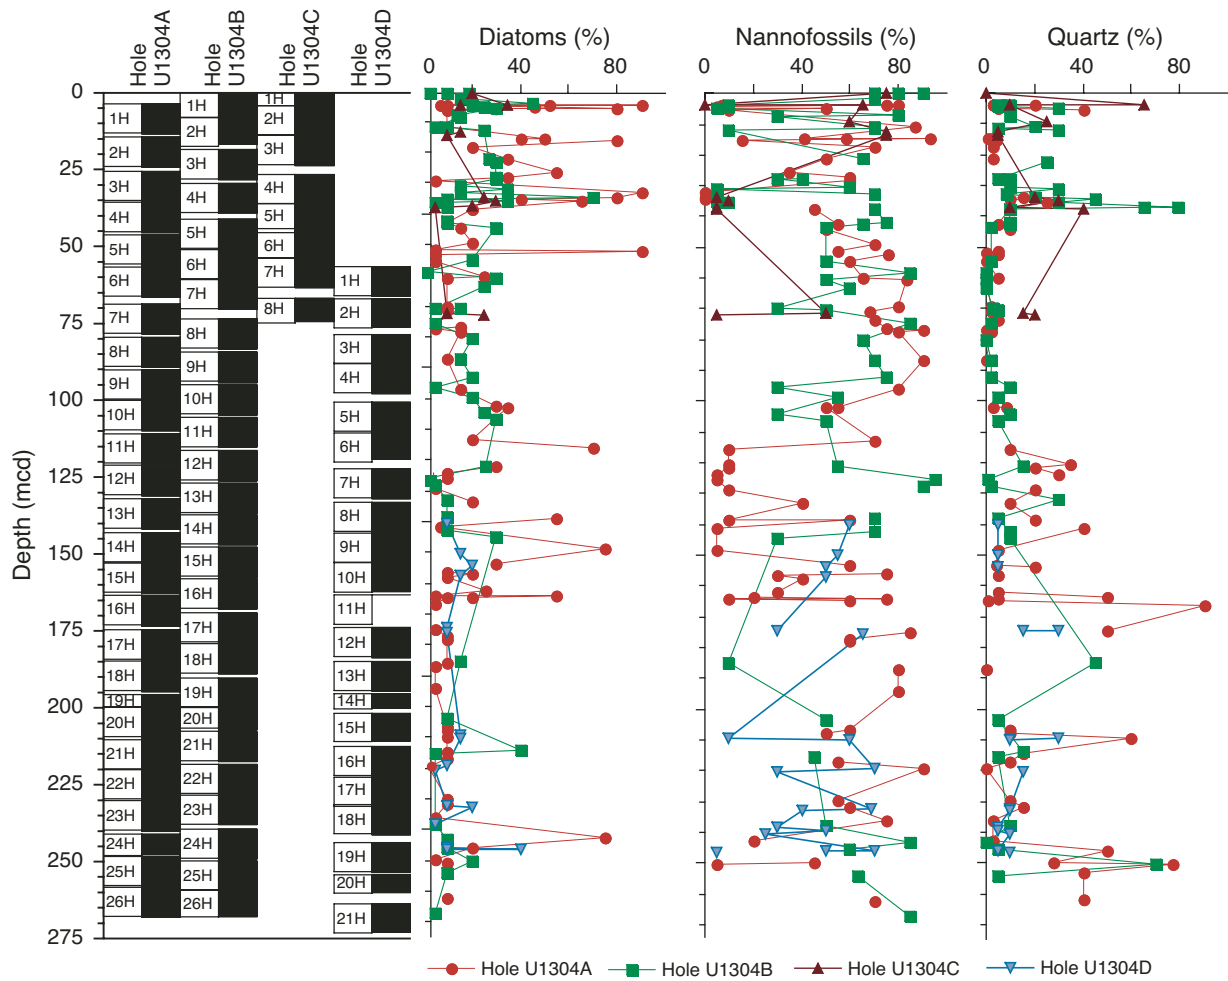 Hole U1304A
Hole U1304B
Hole U1304C
Hole U1304D
Diatoms (%)
Nannofossils (%)
Quartz (%)
0 40 80
0 40 80
0 40 80
Depth (mcd)
0
25
50
75
100
125
150
175
200
225
250
275
1H
2H
3H
4H
5H
6H
7H
8H
9H
10H
11H
12H
13H
14H
15H
16H
17H
18H
19H
20H
21H
22H
23H
24H
25H
26H
1H
2H
3H
4H
5H
6H
7H
8H
9H
10H
11H
12H
13H
14H
15H
16H
17H
18H
19H
20H
21H
22H
23H
24H
25H
26H
1H
2H
3H
4H
5H
6H
7H
8H
1H
2H
3H
4H
5H
6H
7H
8H
9H
10H
11H
12H
13H
14H
15H
16H
17H
18H
19H
20H
21H
Hole U1304A Hole U1304B Hole U1304C Hole U1304D